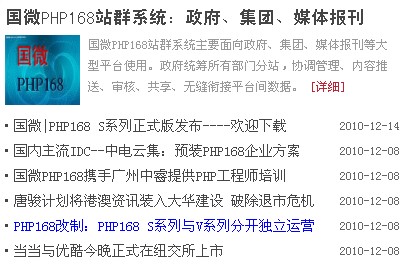 国微PHP168站群系统：政府、集团、媒体报刊
国微
PHP168
国微PHP168站群系统主要面向政府、集团、媒体报刊等大
型平台使用。政府统筹所有部门分站，协调管理、内容推
送、审核、共享、无缝衔接平台间数据。 [详细]
国微|PHP168 S系列正式版发布----欢迎下载 2010-12-14
国内主流IDC--中电云集：预装PHP168企业方案 2010-12-08
国微PHP168携手广州中睿提供PHP工程师培训 2010-12-08
唐骏计划将港澳资讯装入大华建设 破除退市危机 2010-12-08
PHP168改制：PHP168 S系列与V系列分开独立运营 2010-12-08
当当与优酷今晚正式在纽交所上市 2010-12-08